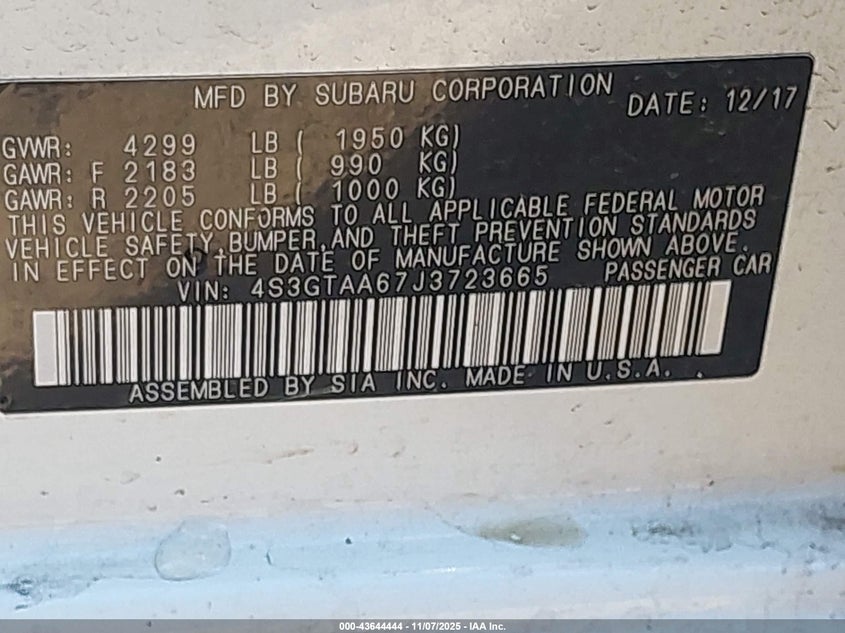 MFD BY SUBARU CORPORATION DATE: 12/17
GVWR: 4299 LB ( 1950 KG)
GAWR: F 2183 LB ( 990 KG)
GAWR: R 2205 LB ( 1000 KG)
THIS VEHICLE CONFORMS TO ALL APPLICABLE FEDERAL MOTOR
VEHICLE SAFETY,BUMPER,AND THEFT PREVENTION STANDARDS
IN EFFECT ON THE DATE OF MANUFACTURE SHOWN ABOVE.
VIN: 4S3GTAA67J3723665 PASSENGER CAR
ASSEMBLED BY SIA INC. MADE IN U.S.A.
000-43644444 - 11/07/2025 - IAA Inc.